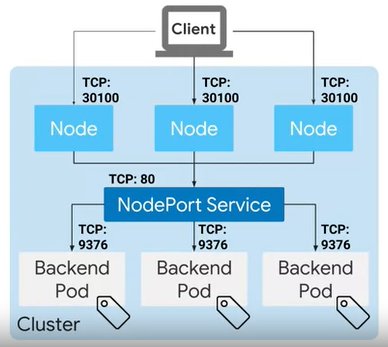 Client
TCP:
30100
TCP:
30100
TCP:
30100
Node
Node
Node
TCP: 80
NodePort Service
TCP:
9376
TCP:
9376
TCP:
9376
Backend
Pod
Backend
Pod
Backend
Pod
Cluster